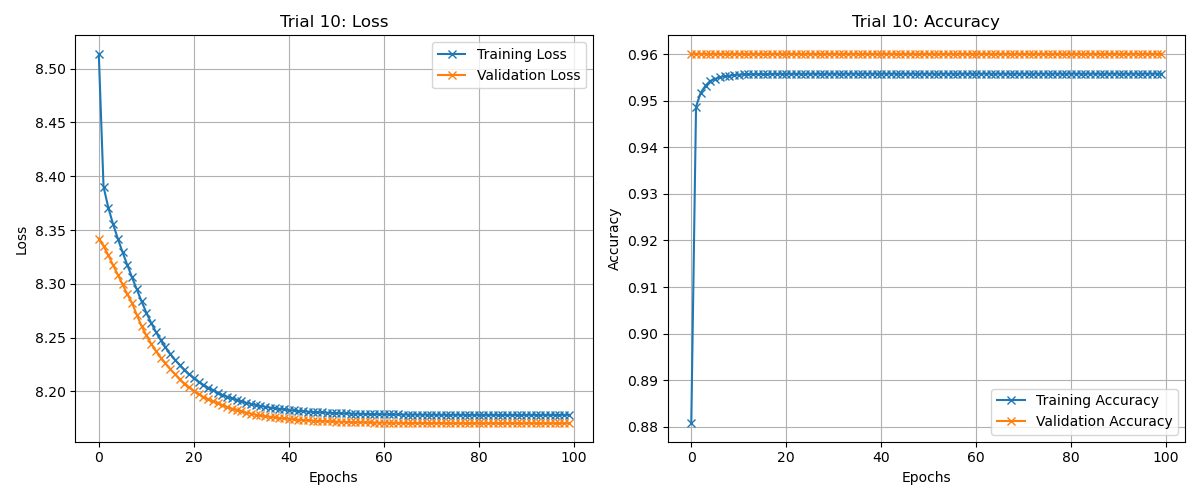 Trial 10: Loss
8.50
8.45
8.40
8.35
8.30
8.25
8.20
Loss
Training Loss
Validation Loss
0 20 40 60 80 100
Epochs
Trial 10: Accuracy
0.96
0.95
0.94
0.93
0.92
0.91
0.90
0.89
0.88
Accuracy
Training Accuracy
Validation Accuracy
0 20 40 60 80 100
Epochs